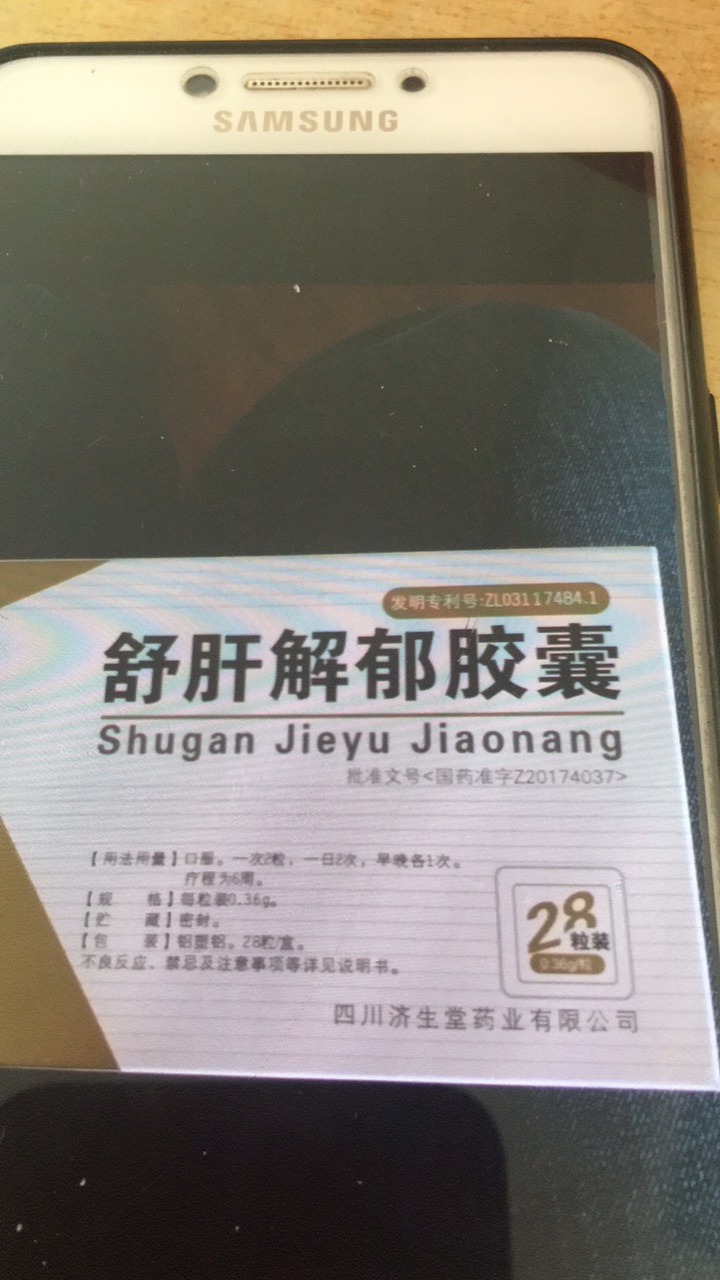 SAMSUNG
发明专利号:ZL03117484.1
舒肝解郁胶囊
Shugan Jieyu Jiaonang
批准文号<国药准字Z20174037>
【用法用量】口服。一次2粒，一日2次，早晚各1次。
疗程为6周。
【规 格】每粒装0.36g。
【贮 藏】密封。
【包 装】铝塑铝。28粒/盒。
不良反应、禁忌及注意事项等详见说明书。
28
粒装
0.36g/粒
四川济生堂药业有限公司